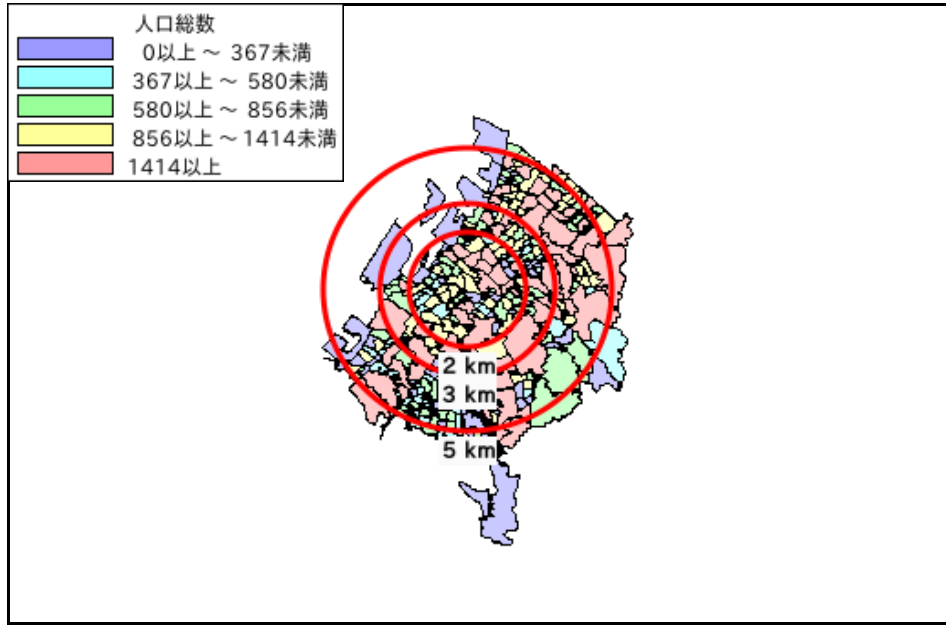 人口総数
0以上 ～ 367未満
367以上 ～ 580未満
580以上 ～ 856未満
856以上 ～ 1414未満
1414以上
2 km
3 km
5 km